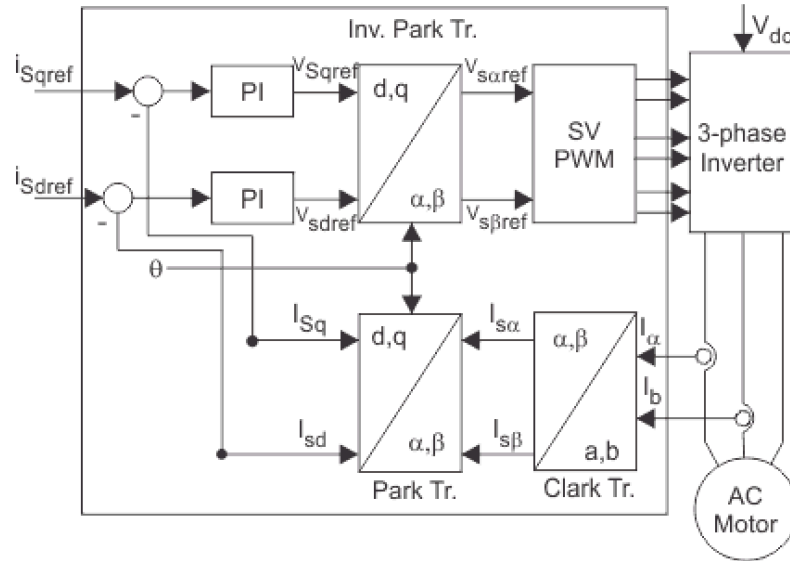 Inv. Park Tr.
V_dc
i_Sqref
PI
V_Sqref
d,q
α,β
V_sαref
SV
PWM
3-phase
Inverter
-
i_Sdref
PI
V_sdref
V_sβref
-
θ
I_Sq
d,q
α,β
I_sα
α,β
a,b
I_α
I_b
I_sd
I_sβ
Park Tr.
Clark Tr.
AC
Motor